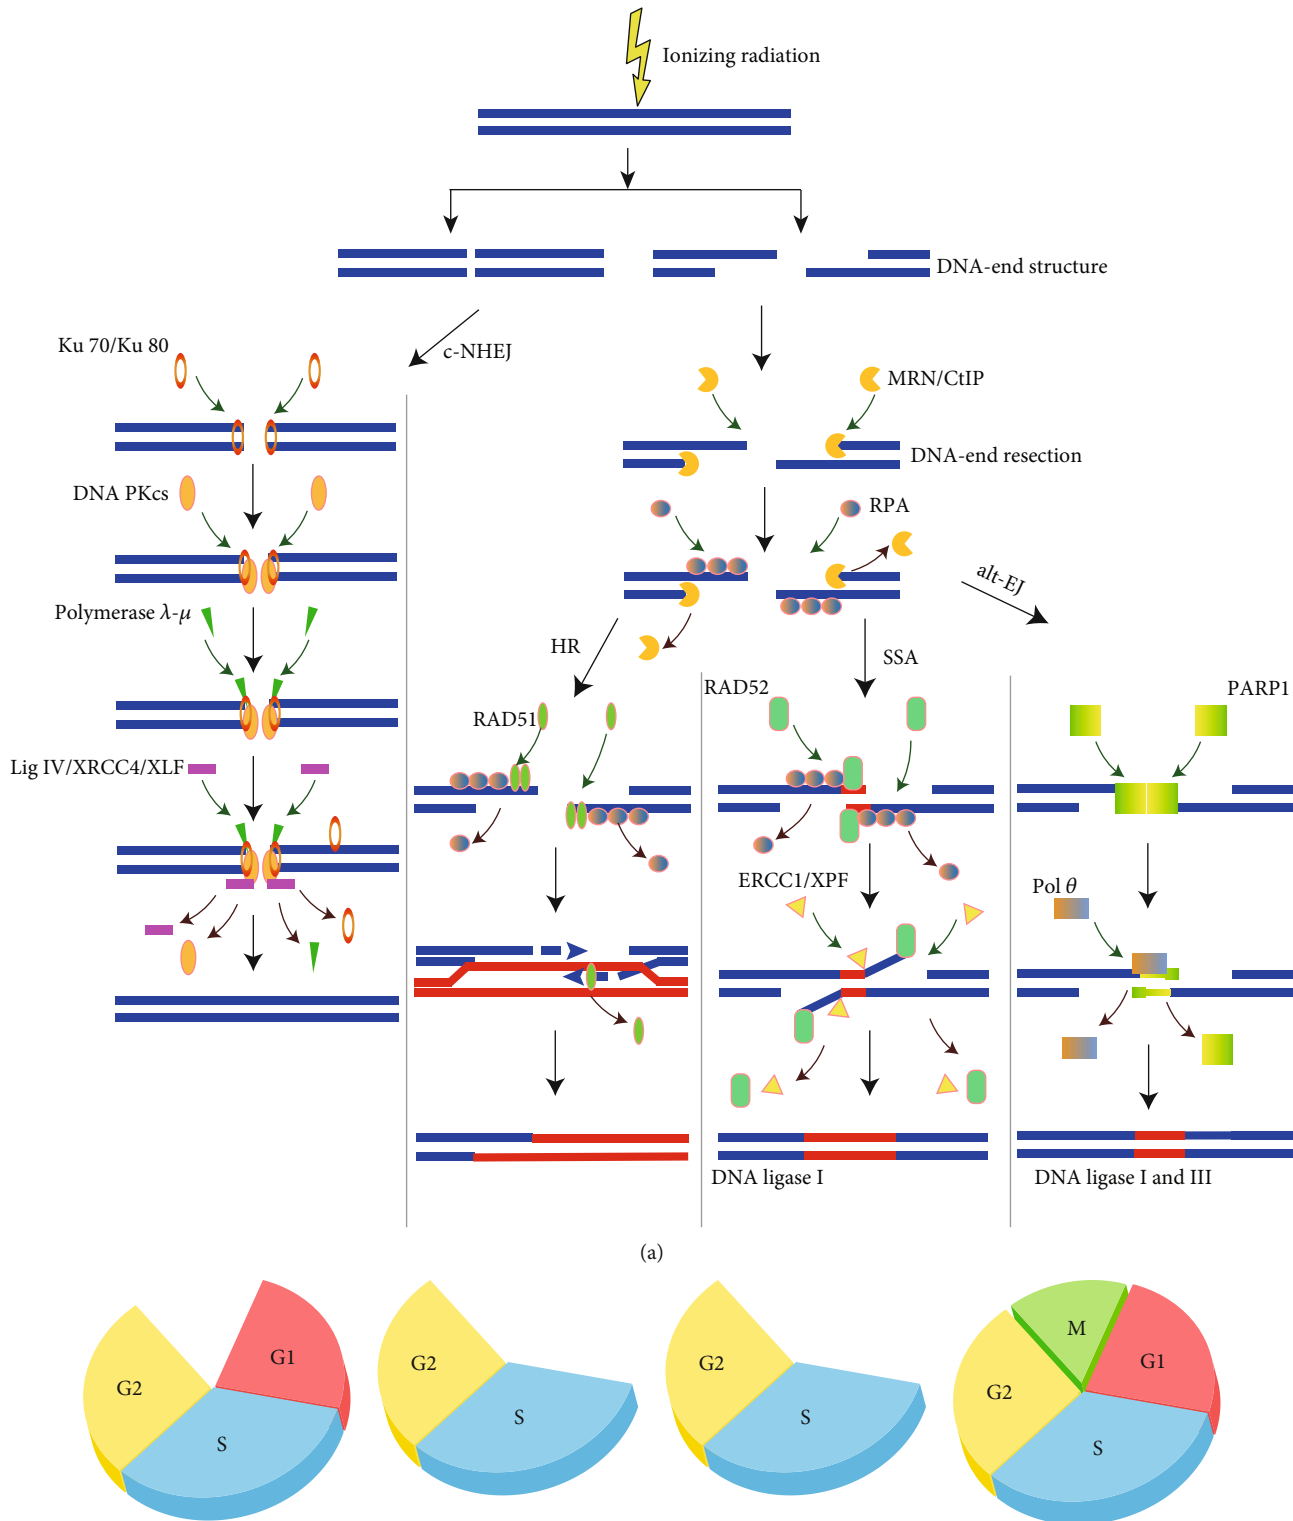 Ionizing radiation
DNA-end structure
c-NHEJ
Ku 70/Ku 80
MRN/CtIP
DNA-end resection
DNA PKcs
RPA
alt-EJ
Polymerase λ-μ
HR
SSA
RAD52
PARP1
RAD51
Lig IV/XRCC4/XLF
ERCC1/XPF
Pol θ
DNA ligase I
DNA ligase I and III
(a)
G1
G2
S
G2
S
G2
S
M
G1
G2
S